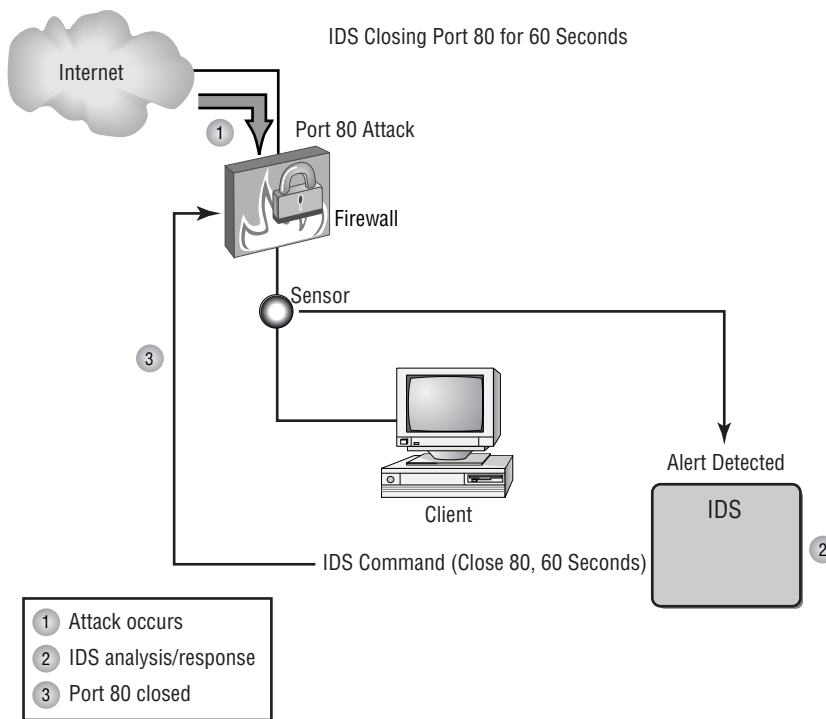 IDS Closing Port 80 for 60 Seconds
Internet
1
Port 80 Attack
Firewall
Sensor
3
Client
Alert Detected
IDS
2
IDS Command (Close 80, 60 Seconds)
1 Attack occurs
2 IDS analysis/response
3 Port 80 closed